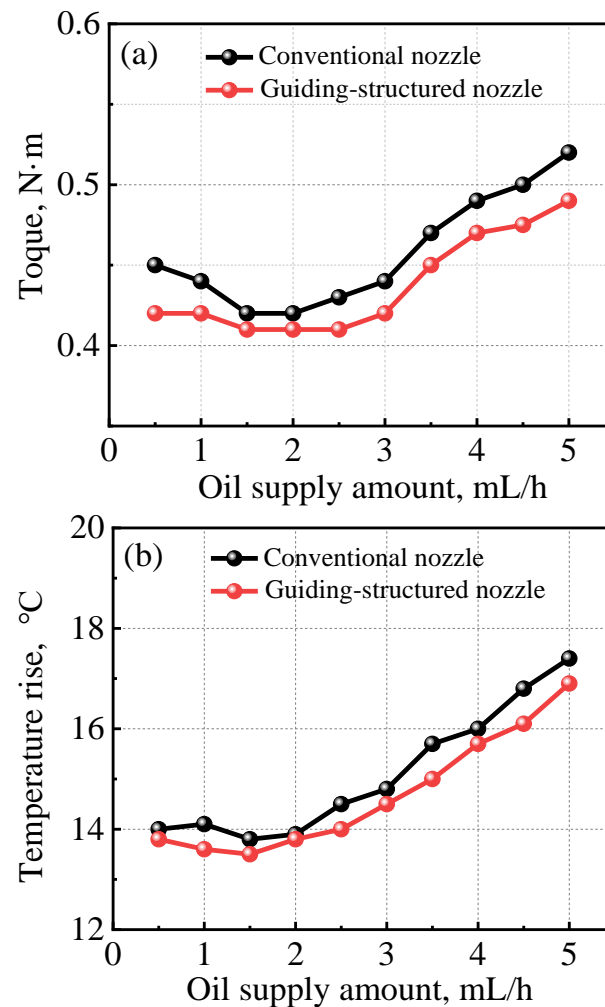 0.6
(a)
Conventional nozzle
Guiding-structured nozzle
0.5
0.4
Toque, N·m
0 1 2 3 4 5
Oil supply amount, mL/h
20
(b)
Conventional nozzle
Guiding-structured nozzle
18
16
14
12
Temperature rise, °C
0 1 2 3 4 5
Oil supply amount, mL/h